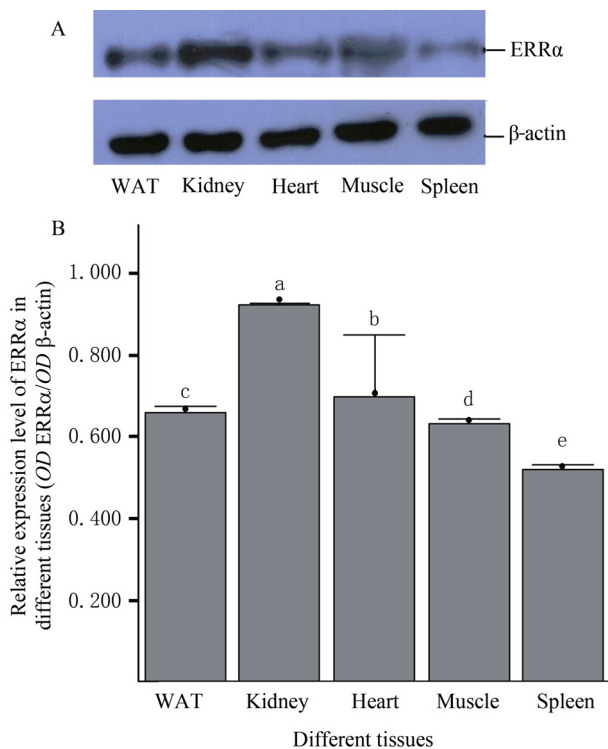 A
ERRα
β-actin
WAT Kidney Heart Muscle Spleen
B
Relative expression level of ERRα in
different tissues (OD ERRα/OD β-actin)
1. 000
0. 800
0. 600
0. 400
0. 200
c
a
b
d
e
WAT Kidney Heart Muscle Spleen
Different tissues